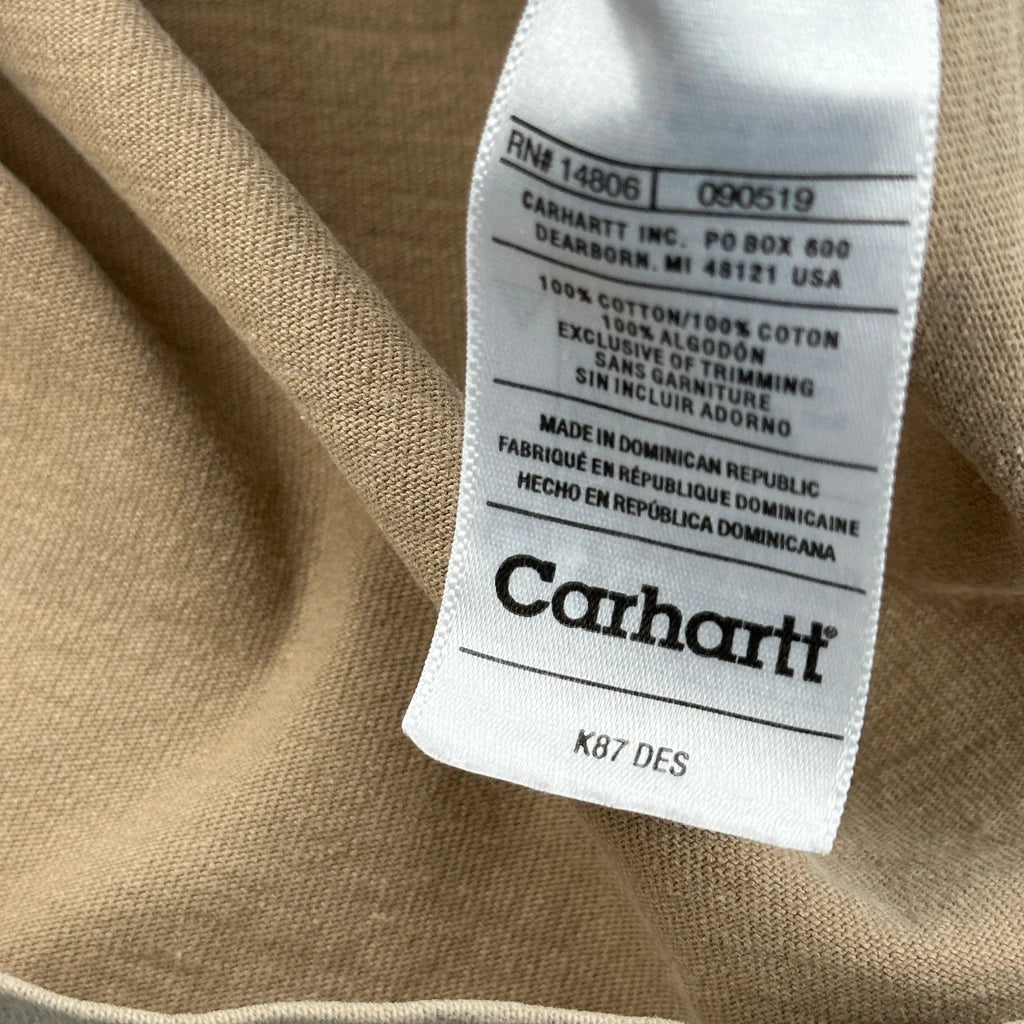 RN# 14806 090519
CARHARTT INC. PO BOX 600
DEARBORN. MI 48121 USA
100% COTTON/100% COTON
100% ALGODÓN
EXCLUSIVE OF TRIMMING
SANS GARNITURE
SIN INCLUIR ADORNO
MADE IN DOMINICAN REPUBLIC
FABRIQUÉ EN RÉPUBLIQUE DOMINICAINE
HECHO EN REPÚBLICA DOMINICANA
Carhartt®
K87 DES